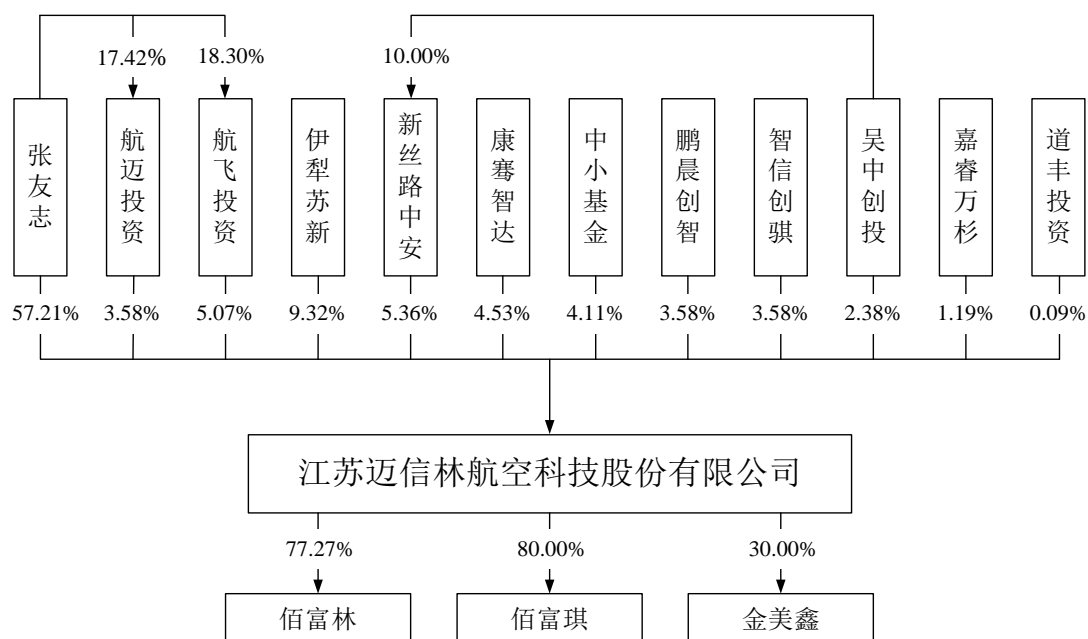 17.42%
18.30%
10.00%
张友志
航迈投资
航飞投资
伊犁苏新
新丝路中安
康骞智达
中小基金
鹏晨创智
智信创骐
吴中创投
嘉睿万杉
道丰投资
57.21%
3.58%
5.07%
9.32%
5.36%
4.53%
4.11%
3.58%
3.58%
2.38%
1.19%
0.09%
江苏迈信林航空科技股份有限公司
77.27%
80.00%
30.00%
佰富林
佰富琪
金美鑫